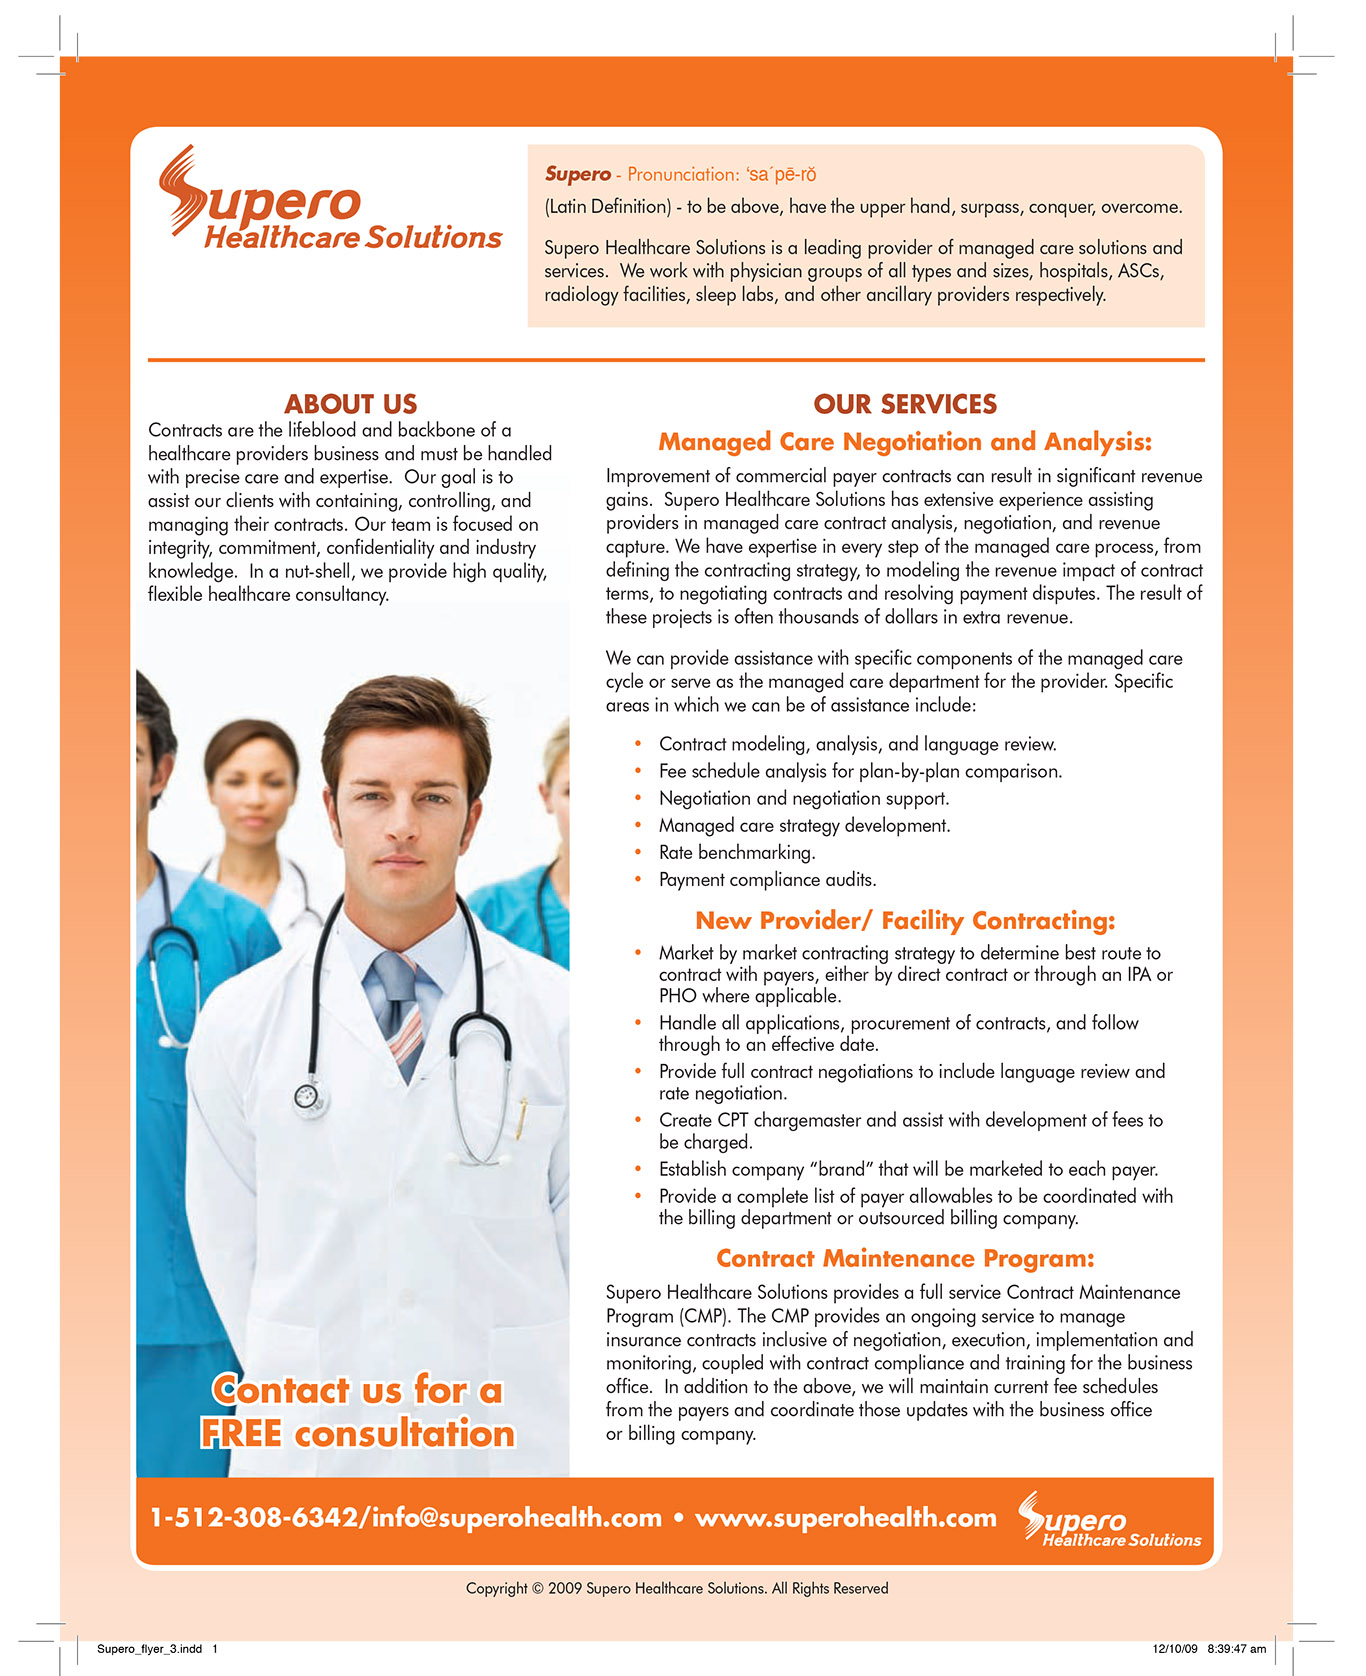 Supero
Healthcare Solutions
Supero - Pronunciation: ‘sa´pē-rŏ
(Latin Definition) - to be above, have the upper hand, surpass, conquer, overcome.
Supero Healthcare Solutions is a leading provider of managed care solutions and
services.  We work with physician groups of all types and sizes, hospitals, ASCs,
radiology facilities, sleep labs, and other ancillary providers respectively.
ABOUT US
Contracts are the lifeblood and backbone of a
healthcare providers business and must be handled
with precise care and expertise.  Our goal is to
assist our clients with containing, controlling, and
managing their contracts. Our team is focused on
integrity, commitment, confidentiality and industry
knowledge.  In a nut-shell, we provide high quality,
flexible healthcare consultancy.
Contact us for a
FREE consultation
OUR SERVICES
Managed Care Negotiation and Analysis:
Improvement of commercial payer contracts can result in significant revenue
gains.  Supero Healthcare Solutions has extensive experience assisting
providers in managed care contract analysis, negotiation, and revenue
capture. We have expertise in every step of the managed care process, from
defining the contracting strategy, to modeling the revenue impact of contract
terms, to negotiating contracts and resolving payment disputes. The result of
these projects is often thousands of dollars in extra revenue.
We can provide assistance with specific components of the managed care
cycle or serve as the managed care department for the provider. Specific
areas in which we can be of assistance include:
• Contract modeling, analysis, and language review.
• Fee schedule analysis for plan-by-plan comparison.
• Negotiation and negotiation support.
• Managed care strategy development.
• Rate benchmarking.
• Payment compliance audits.
New Provider/ Facility Contracting:
• Market by market contracting strategy to determine best route to
contract with payers, either by direct contract or through an IPA or
PHO where applicable.
• Handle all applications, procurement of contracts, and follow
through to an effective date.
• Provide full contract negotiations to include language review and
rate negotiation.
• Create CPT chargemaster and assist with development of fees to
be charged.
• Establish company “brand” that will be marketed to each payer.
• Provide a complete list of payer allowables to be coordinated with
the billing department or outsourced billing company.
Contract Maintenance Program:
Supero Healthcare Solutions provides a full service Contract Maintenance
Program (CMP). The CMP provides an ongoing service to manage
insurance contracts inclusive of negotiation, execution, implementation and
monitoring, coupled with contract compliance and training for the business
office.  In addition to the above, we will maintain current fee schedules
from the payers and coordinate those updates with the business office
or billing company.
1-512-308-6342/info@superohealth.com • www.superohealth.com
Supero
Healthcare Solutions
Copyright © 2009 Supero Healthcare Solutions. All Rights Reserved
Supero_flyer_3.indd   1
12/10/09   8:39:47 am